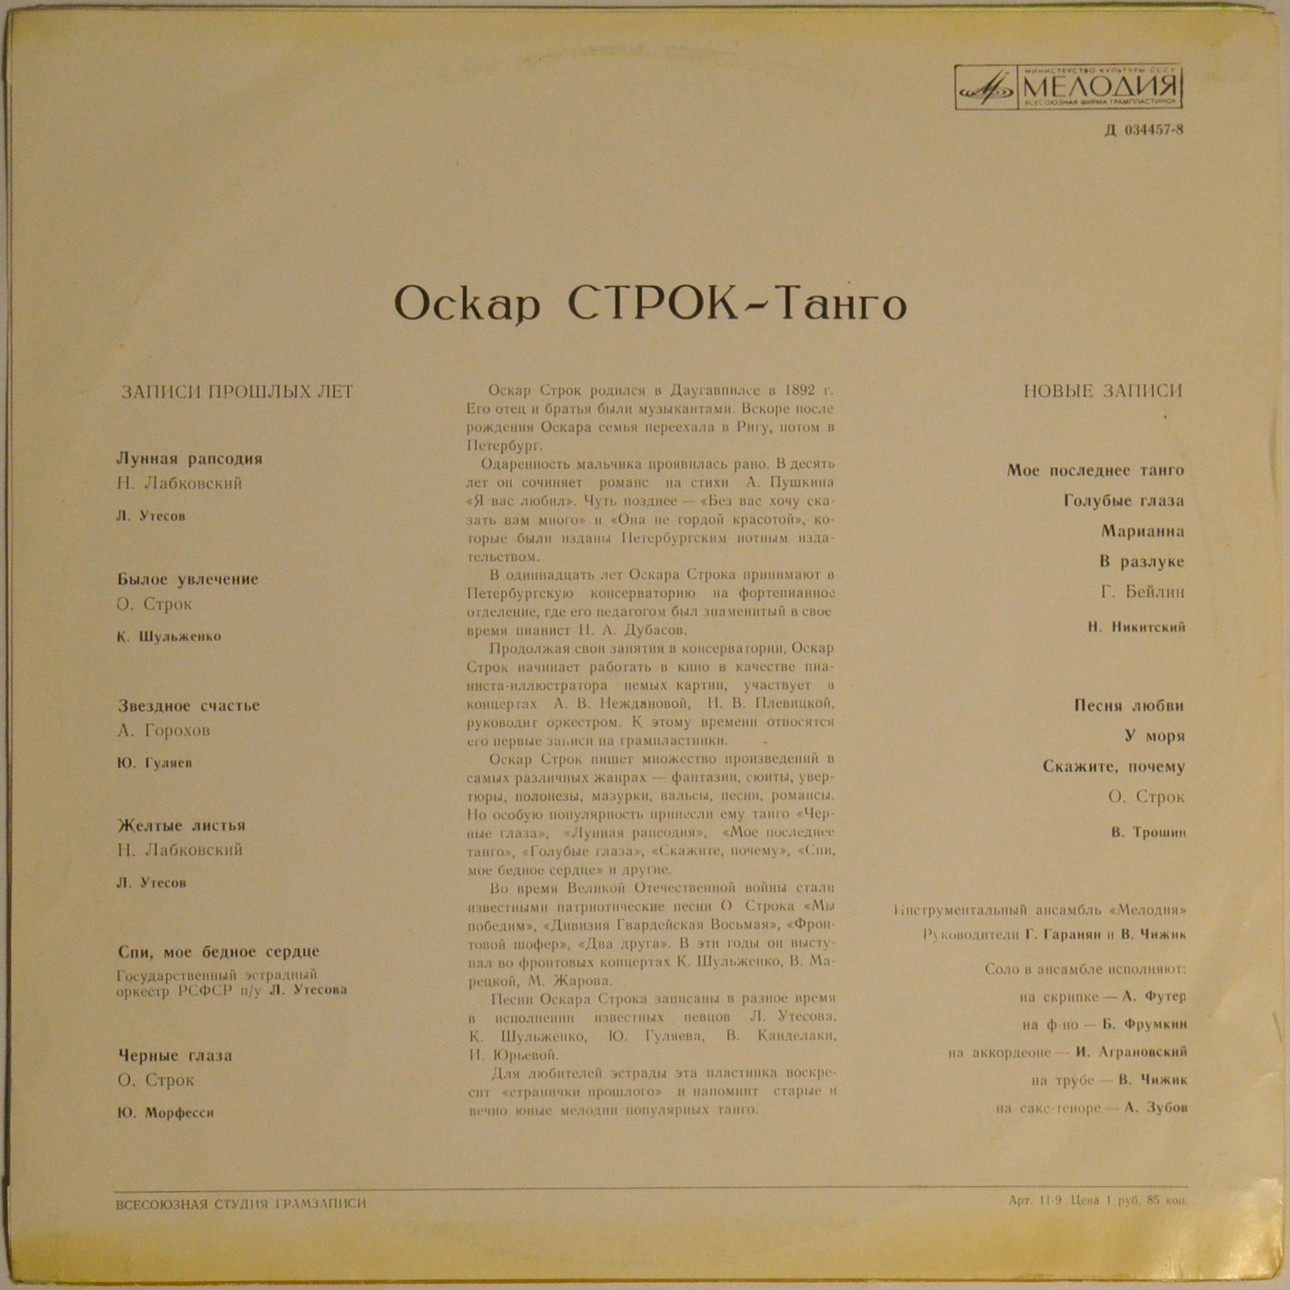 МИНИСТЕРСТВО КУЛЬТУРЫ СССР
МЕЛОДИЯ
ВСЕСОЮЗНАЯ ФИРМА ГРАМПЛАСТИНОК
Д 034457-8
Оскар СТРОК-Танго
ЗАПИСИ ПРОШЛЫХ ЛЕТ
Лунная рапсодия
Н. Лабковский
Л. Утесов
Былое увлечение
О. Строк
К. Шульженко
Звездное счастье
А. Горохов
Ю. Гуляев
Желтые листья
Н. Лабковский
Л. Утесов
Спи, мое бедное сердце
Государственный эстрадный
оркестр РСФСР п/у Л. Утесова
Черные глаза
О. Строк
Ю. Морфесси
Оскар Строк родился в Даугавпилсе в 1892 г.
Его отец и братья были музыкантами. Вскоре после
рождения Оскара семья переехала в Ригу, потом в
Петербург.
Одаренность мальчика проявилась рано. В десять
лет он сочиняет романс на стихи А. Пушкина
«Я вас любил». Чуть позднее — «Без вас хочу ска-
зать вам много» и «Она не гордой красотой», ко-
торые были изданы Петербургским нотным изда-
тельством.
В одиннадцать лет Оскара Строка принимают в
Петербургскую консерваторию на фортепианное
отделение, где его педагогом был знаменитый в свое
время пианист Н. А. Дубасов.
Продолжая свои занятия в консерватории, Оскар
Строк начинает работать в кино в качестве пиа-
ниста-иллюстратора немых картин, участвует в
концертах А. В. Неждановой, Н. В. Плевицкой,
руководит оркестром. К этому времени относятся
его первые записи на грампластинки.
Оскар Строк пишет множество произведений в
самых различных жанрах — фантазии, сюиты, увер-
тюры, полонезы, мазурки, вальсы, песни, романсы.
Но особую популярность принесли ему танго «Чер-
ные глаза», «Лунная рапсодия», «Мое последнее
танго», «Голубые глаза», «Скажите, почему», «Спи,
мое бедное сердце» и другие.
Во время Великой Отечественной войны стали
известными патриотические песни О Строка «Мы
победим», «Дивизия Гвардейская Восьмая», «Фрон-
товой шофер», «Два друга». В эти годы он высту-
пал во фронтовых концертах К. Шульженко, В. Ма-
рецкой, М. Жарова.
Песни Оскара Строка записаны в разное время
в исполнении известных певцов Л. Утесова,
К. Шульженко, Ю. Гуляева, В. Канделаки,
И. Юрьевой.
Для любителей эстрады эта пластинка воскре-
сит «странички прошлого» и напомнит старые и
вечно юные мелодии популярных танго.
НОВЫЕ ЗАПИСИ
Мое последнее танго
Голубые глаза
Марианна
В разлуке
Г. Бейлин
Н. Никитский
Песня любви
У моря
Скажите, почему
О. Строк
В. Трошин
Инструментальный ансамбль «Мелодия»
Руководители Г. Гаранян и В. Чижик
Соло в ансамбле исполняют:
на скрипке — А. Футер
на ф-но — Б. Фрумкин
на аккордеоне — И. Аграновский
на трубе — В. Чижик
на сакс-теноре — А. Зубов
ВСЕСОЮЗНАЯ СТУДИЯ ГРАМЗАПИСИ
Арт. 11-9 Цена 1 руб. 85 коп.